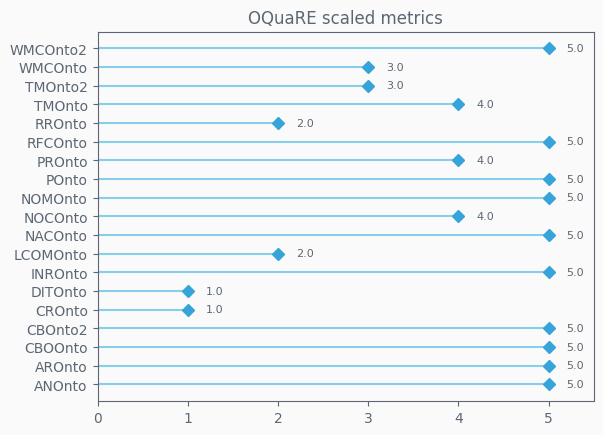 OQuaRE scaled metrics
WMCOnto2 5.0
WMCOnto 3.0
TMOnto2 3.0
TMOnto 4.0
RROnto 2.0
RFCOnto 5.0
PROnto 4.0
POnto 5.0
NOMOnto 5.0
NOCOnto 4.0
NACOnto 5.0
LCOMOnto 2.0
INROnto 5.0
DITOnto 1.0
CROnto 1.0
CBOnto2 5.0
CBOOnto 5.0
AROnto 5.0
ANOnto 5.0
0 1 2 3 4 5